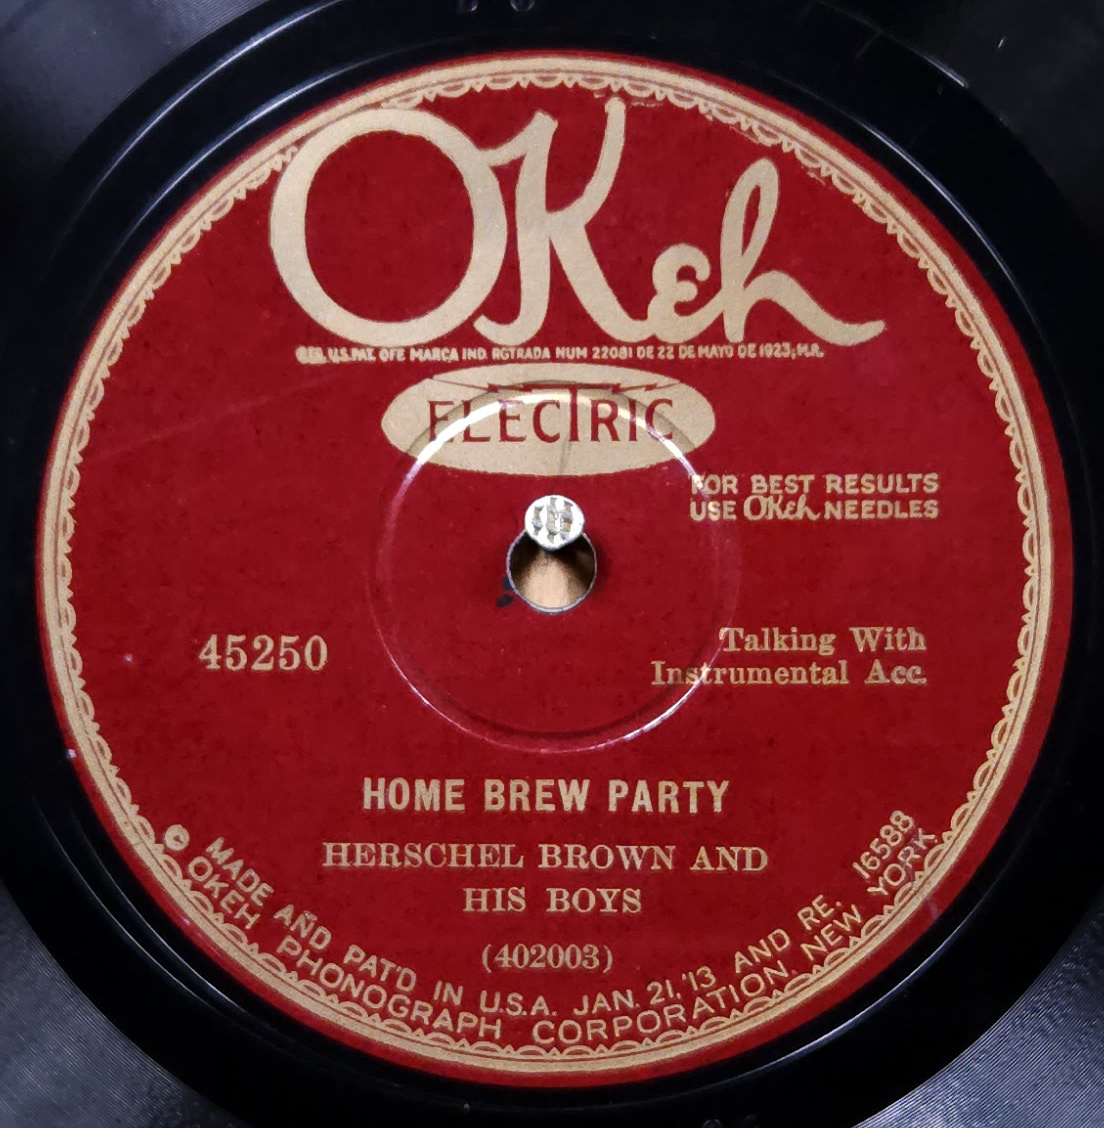 OKeh
REG. U.S. PAT. OFF. MARCA IND. RGTRADA NUM 22081 DE 22 DE MAYO DE 1923, M.R.
ELECTRIC
FOR BEST RESULTS
USE OKeh NEEDLES
45250
Talking With
Instrumental Acc.
HOME BREW PARTY
HERSCHEL BROWN AND
HIS BOYS
(402003)
MADE AND PAT'D IN U.S.A. JAN. 21, '13 AND RE. 16588
© OKEH PHONOGRAPH CORPORATION, NEW YORK